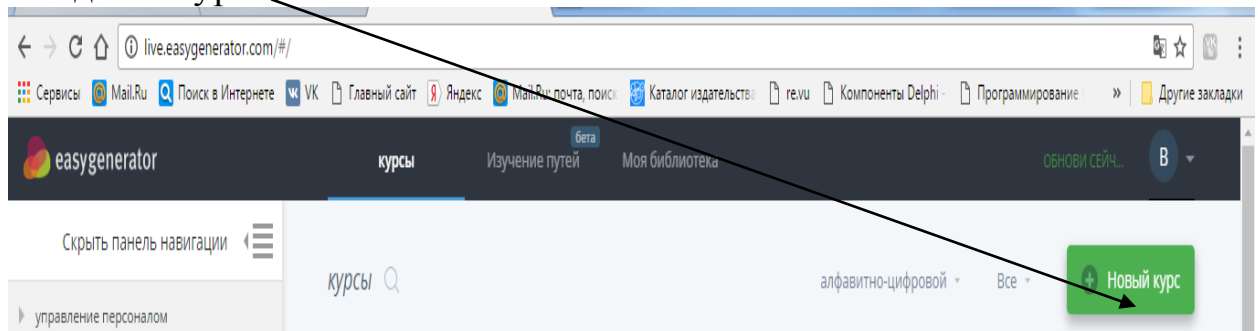 live.easygenerator.com/#/
Сервисы Mail.Ru Поиск в Интернете VK Главный сайт Яндекс Mail.Ru: почта, поиск Каталог издательства re.vu Компоненты Delphi - Программирование » Другие закладки
бета
easygenerator курсы Изучение путей Моя библиотека ОБНОВИ СЕЙЧ... В
Скрыть панель навигации
курсы алфавитно-цифровой Все Новый курс
управление персоналом